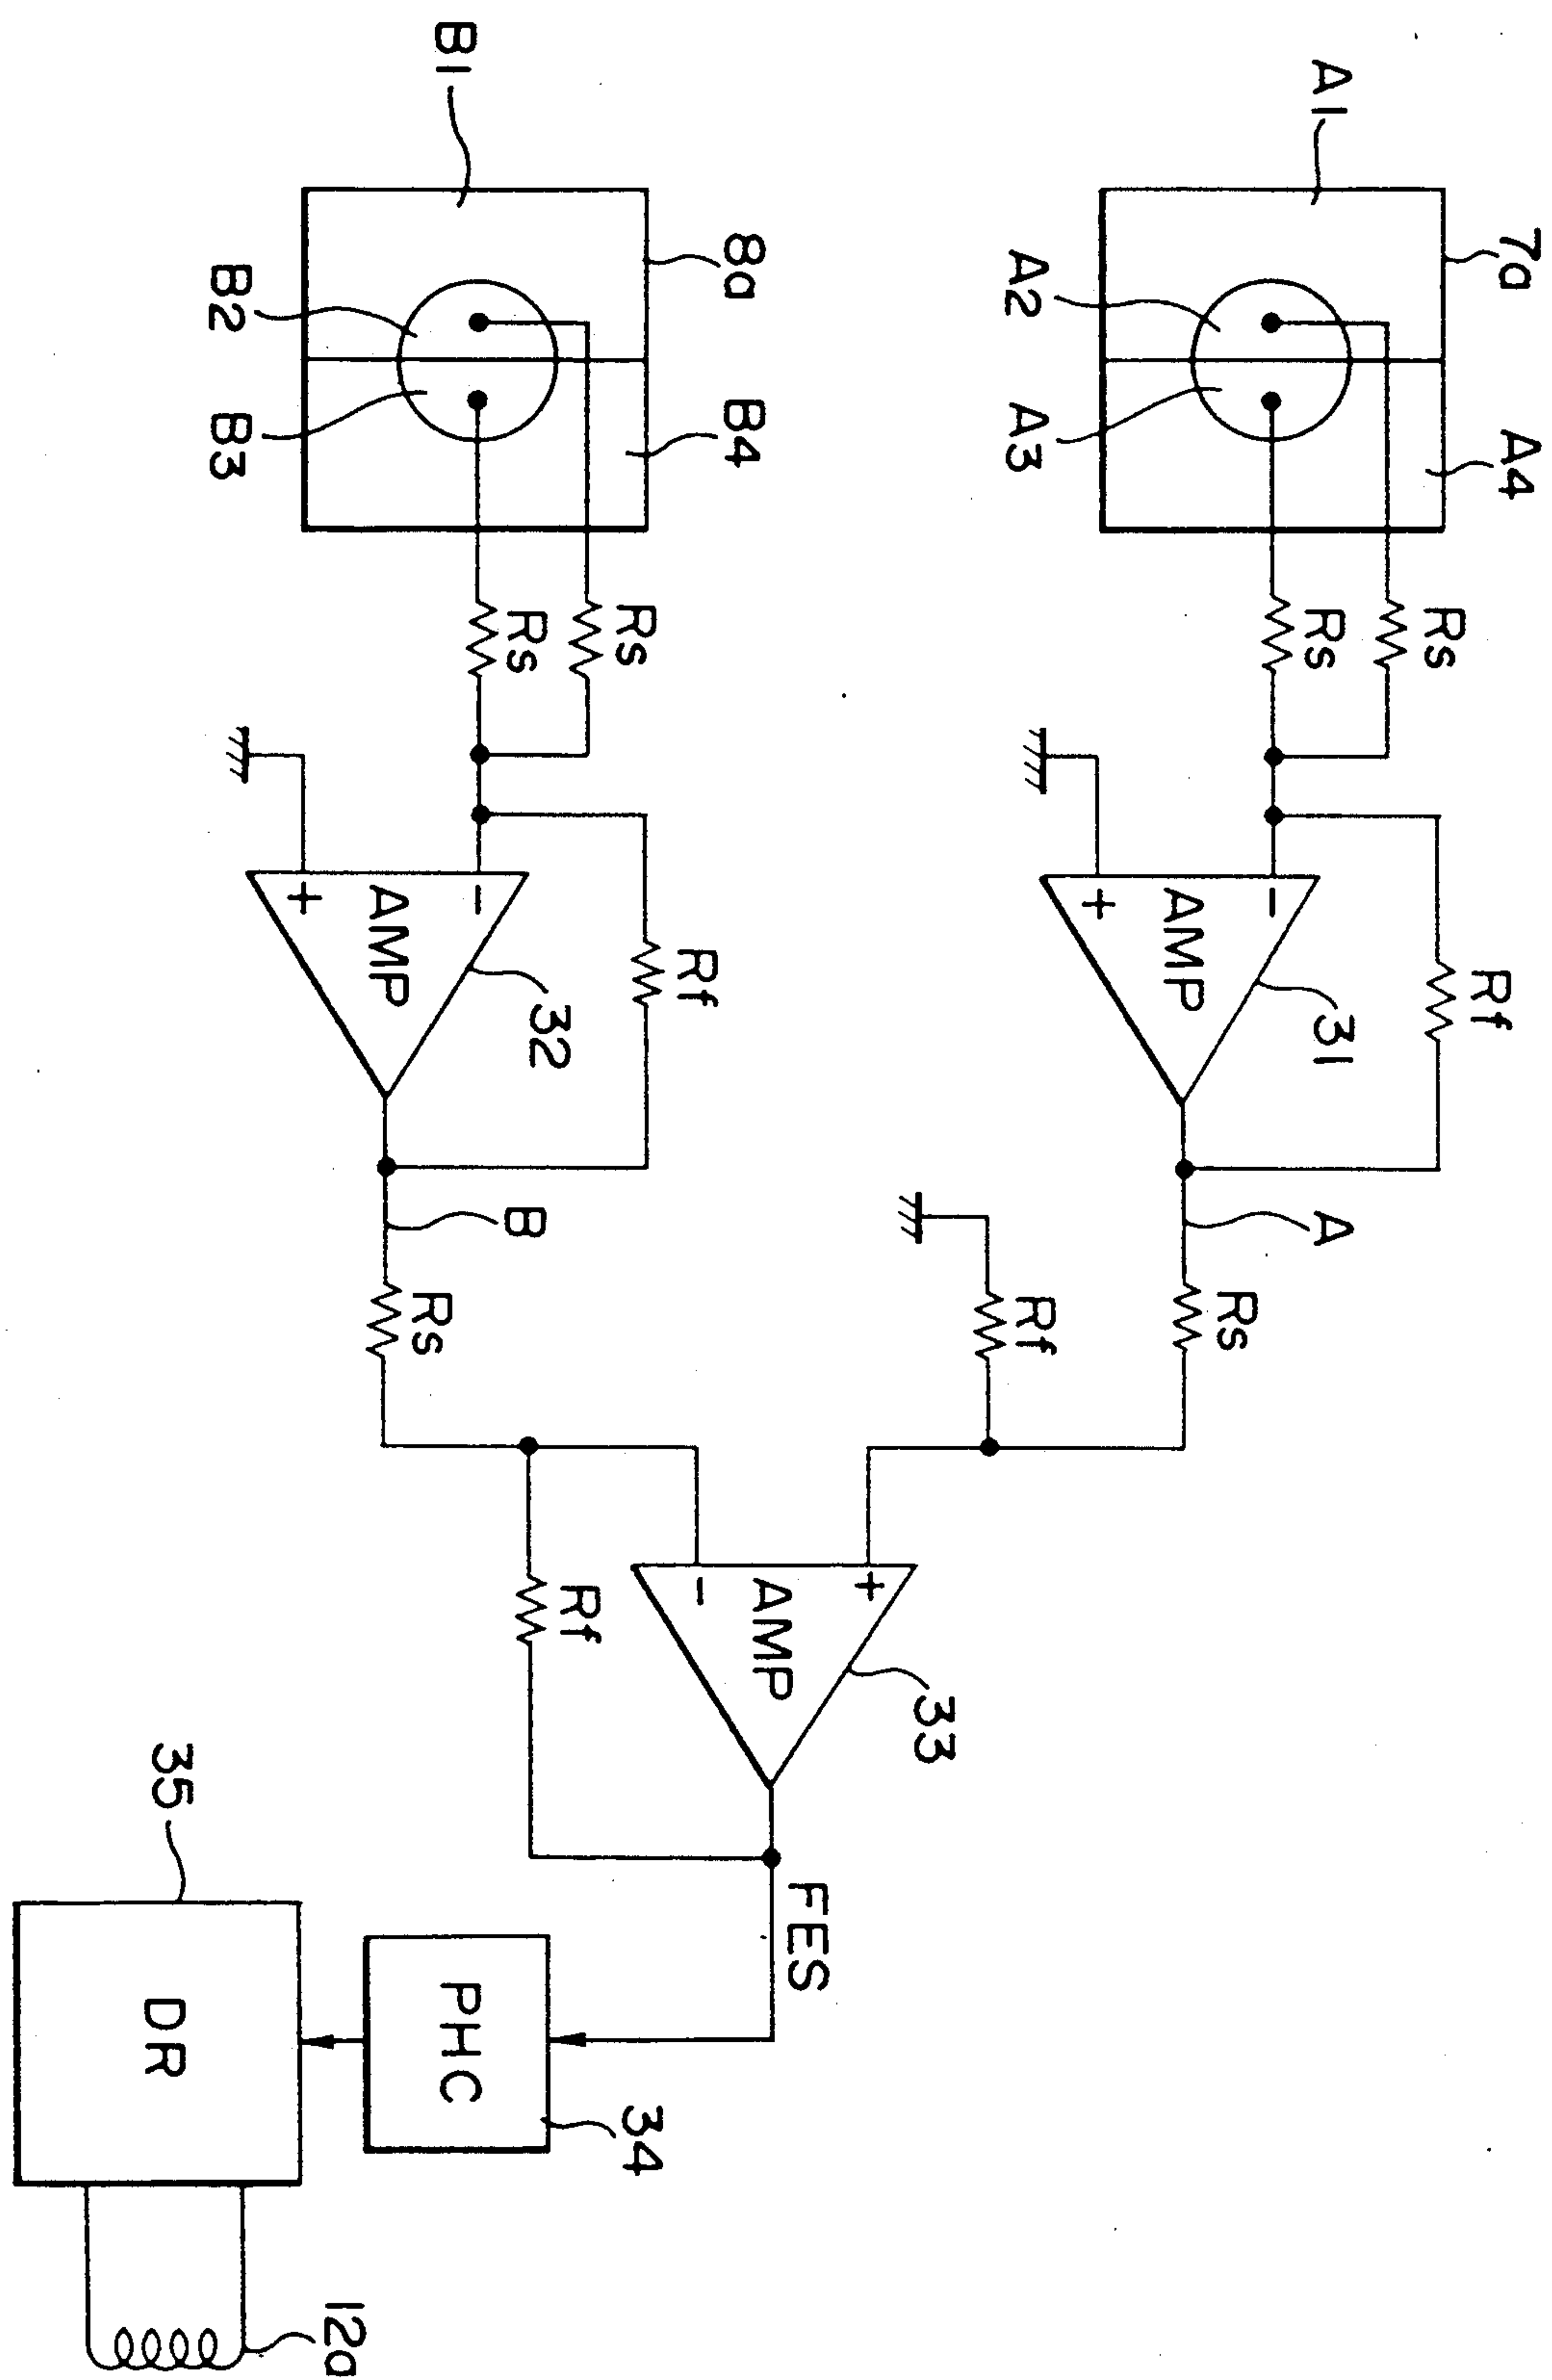 7a
A1
A2
A3
A4
Rs
Rs
Rf
-
AMP
+
31
A
Rs
Rf
8a
B1
B2
B3
B4
Rs
Rs
Rf
-
AMP
+
32
B
Rs
+
AMP
-
33
Rf
FES
PHC
34
DR
35
12a